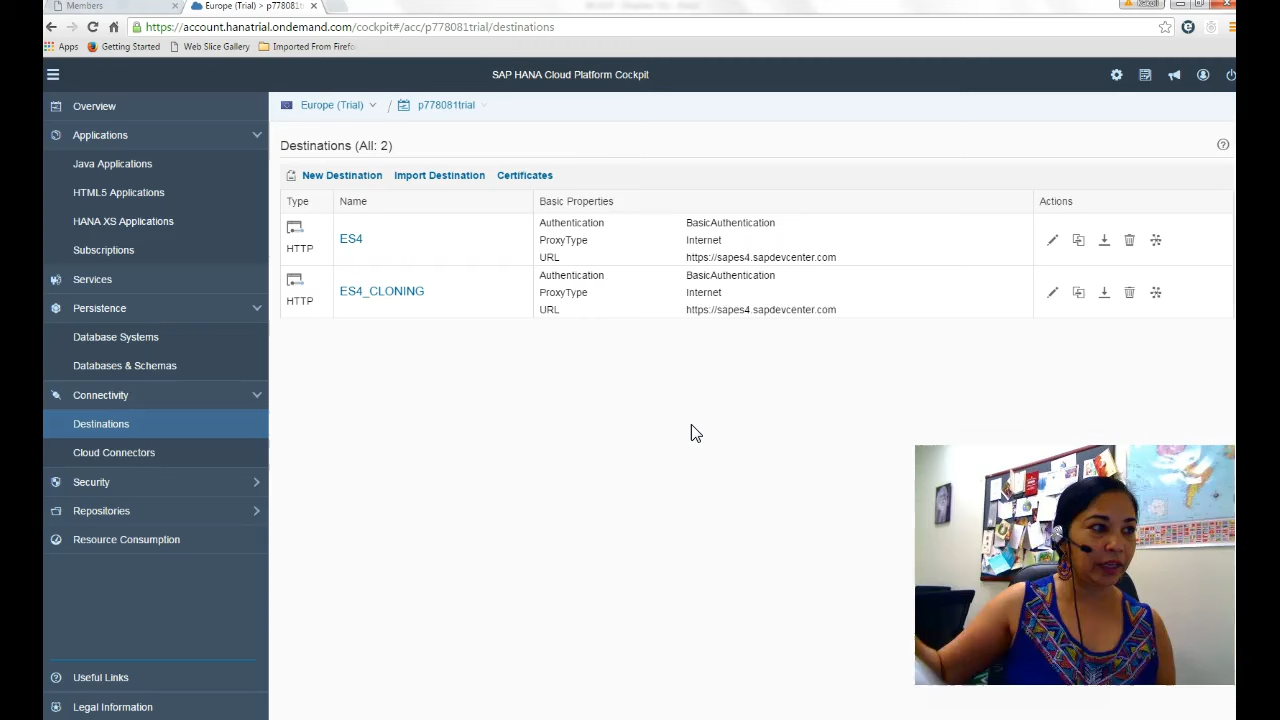 Members
Europe (Trial) > p778081t
https://account.hanatrial.ondemand.com/cockpit#/acc/p778081trial/destinations
Apps
Getting Started
Web Slice Gallery
Imported From Firefo
SAP HANA Cloud Platform Cockpit
Overview
Applications
Java Applications
HTML5 Applications
HANA XS Applications
Subscriptions
Services
Persistence
Database Systems
Databases & Schemas
Connectivity
Destinations
Cloud Connectors
Security
Repositories
Resource Consumption
Useful Links
Legal Information
Europe (Trial) / p778081trial
Destinations (All: 2)
New Destination Import Destination Certificates
Type Name Basic Properties Actions
HTTP ES4
Authentication BasicAuthentication
ProxyType Internet
URL https://sapes4.sapdevcenter.com
HTTP ES4_CLONING
Authentication BasicAuthentication
ProxyType Internet
URL https://sapes4.sapdevcenter.com